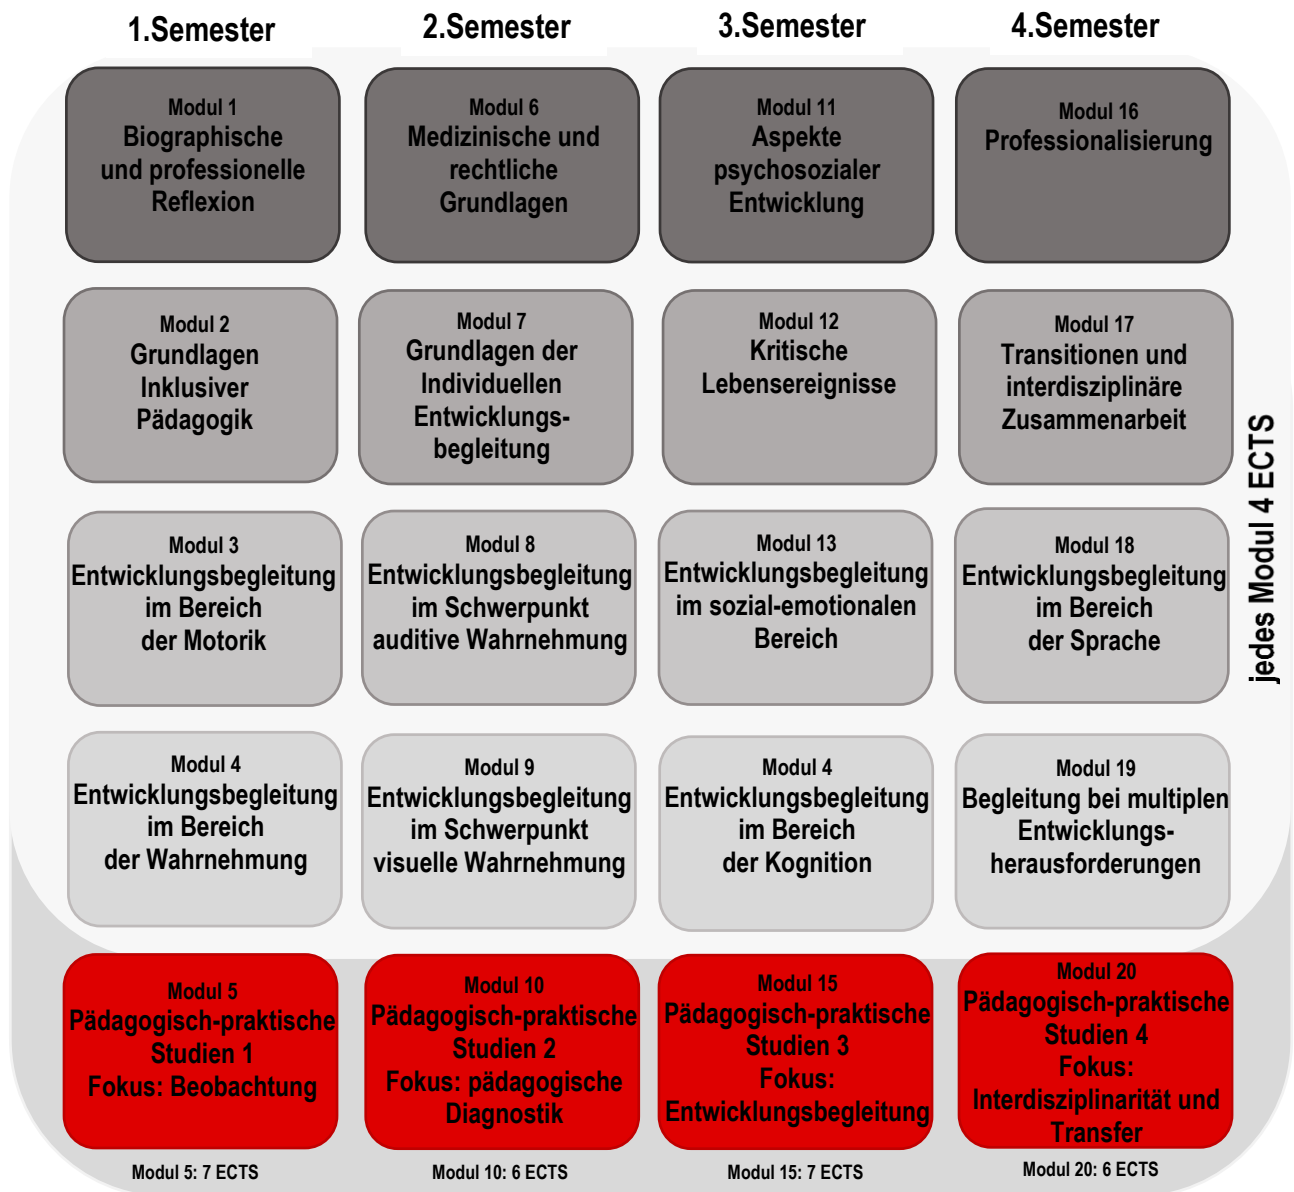 1.Semester
2.Semester
3.Semester
4.Semester
Modul 1
Biographische
und professionelle
Reflexion
Modul 6
Medizinische und
rechtliche
Grundlagen
Modul 11
Aspekte
psychosozialer
Entwicklung
Modul 16
Professionalisierung
Modul 2
Grundlagen
Inklusiver
Pädagogik
Modul 7
Grundlagen der
Individuellen
Entwicklungs-
begleitung
Modul 12
Kritische
Lebensereignisse
Modul 17
Transitionen und
interdisziplinäre
Zusammenarbeit
Modul 3
Entwicklungsbegleitung
im Bereich
der Motorik
Modul 8
Entwicklungsbegleitung
im Schwerpunkt
auditive Wahrnehmung
Modul 13
Entwicklungsbegleitung
im sozial-emotionalen
Bereich
Modul 18
Entwicklungsbegleitung
im Bereich
der Sprache
jedes Modul 4 ECTS
Modul 4
Entwicklungsbegleitung
im Bereich
der Wahrnehmung
Modul 9
Entwicklungsbegleitung
im Schwerpunkt
visuelle Wahrnehmung
Modul 4
Entwicklungsbegleitung
im Bereich
der Kognition
Modul 19
Begleitung bei multiplen
Entwicklungs-
herausforderungen
Modul 5
Pädagogisch-praktische
Studien 1
Fokus: Beobachtung
Modul 10
Pädagogisch-praktische
Studien 2
Fokus: pädagogische
Diagnostik
Modul 15
Pädagogisch-praktische
Studien 3
Fokus:
Entwicklungsbegleitung
Modul 20
Pädagogisch-praktische
Studien 4
Fokus:
Interdisziplinarität und
Transfer
Modul 5: 7 ECTS
Modul 10: 6 ECTS
Modul 15: 7 ECTS
Modul 20: 6 ECTS